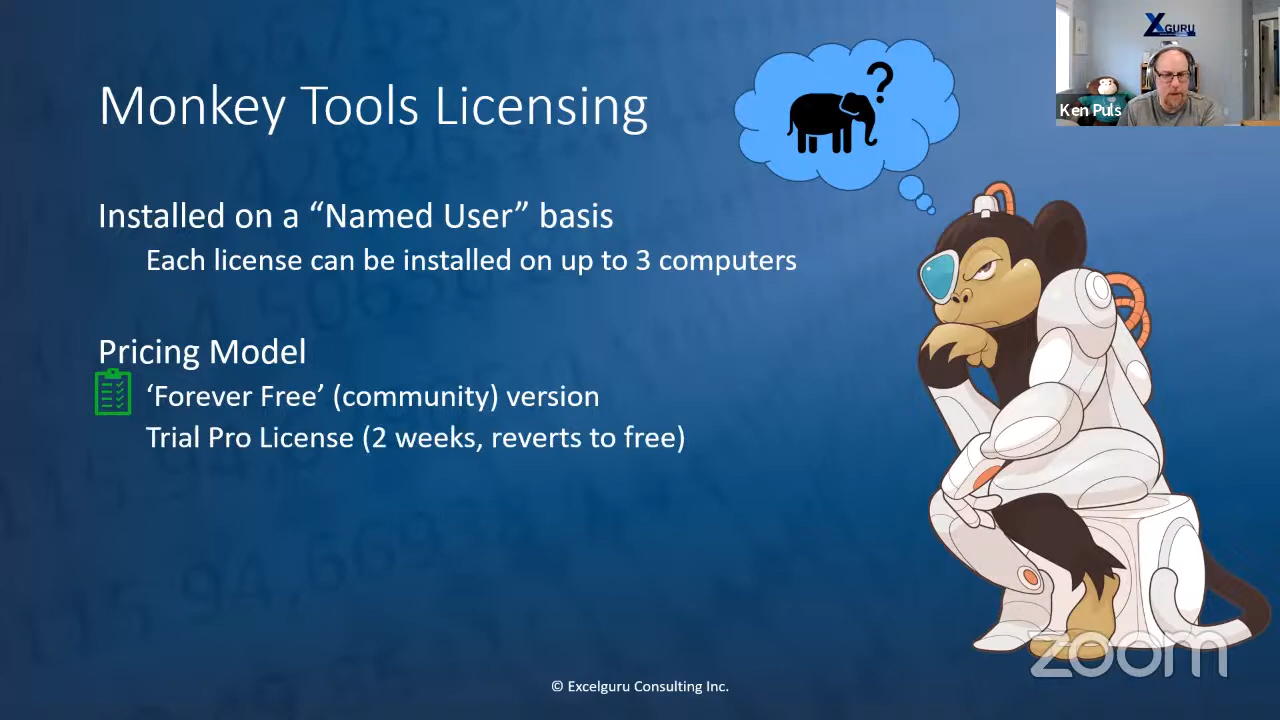 XGURU
Ken Puls
?
Monkey Tools Licensing
Installed on a “Named User” basis
Each license can be installed on up to 3 computers
Pricing Model
‘Forever Free’ (community) version
Trial Pro License (2 weeks, reverts to free)
zoom
© Excelguru Consulting Inc.